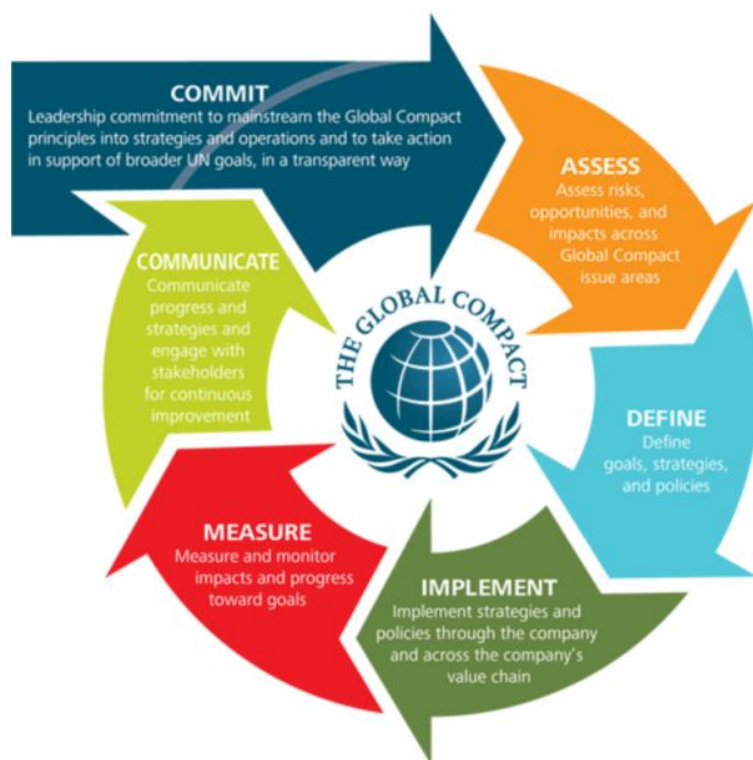 COMMIT
Leadership commitment to mainstream the Global Compact
principles into strategies and operations and to take action
in support of broader UN goals, in a transparent way
ASSESS
Assess risks,
opportunities, and
impacts across
Global Compact
issue areas
DEFINE
Define
goals, strategies,
and policies
IMPLEMENT
Implement strategies and
policies through the company
and across the company's
value chain
MEASURE
Measure and monitor
impacts and progress
toward goals
COMMUNICATE
Communicate
progress and
strategies and
engage with
stakeholders
for continuous
improvement
THE GLOBAL COMPACT